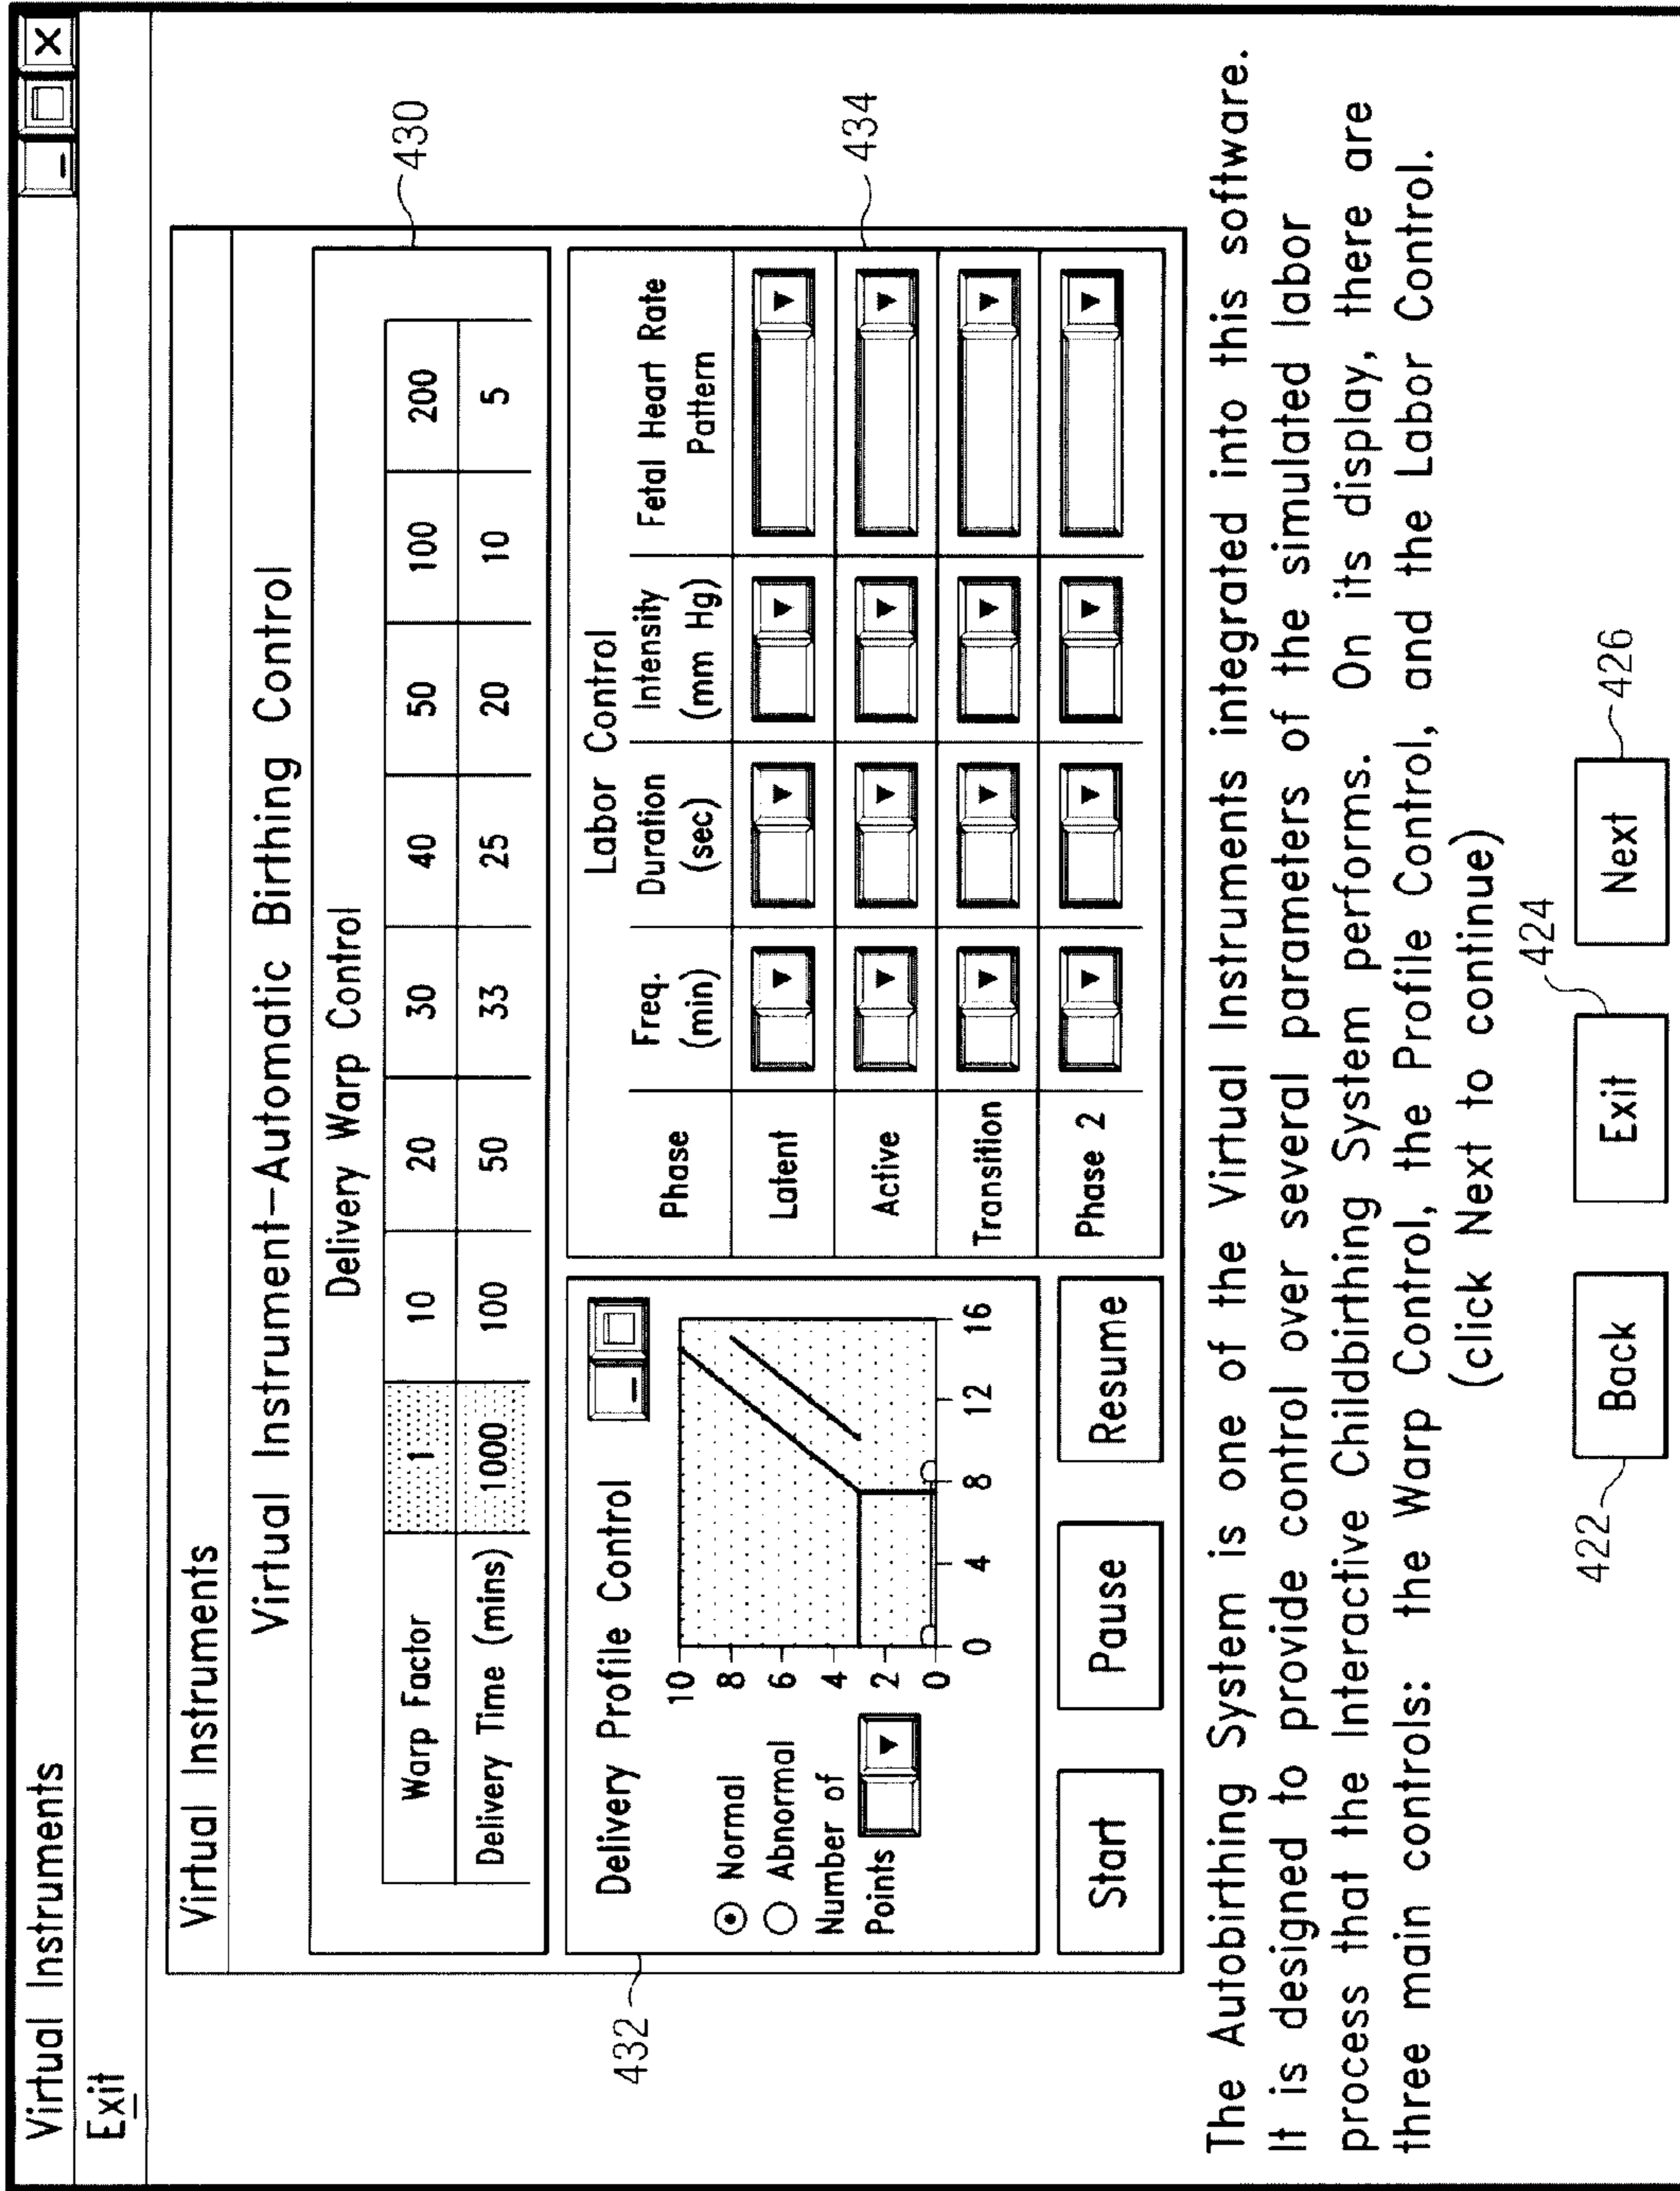 Virtual Instruments
Exit
Virtual Instruments
Virtual Instrument–Automatic Birthing Control
Delivery Warp Control
Warp Factor 1 10 20 30 40 50 100 200
Delivery Time (mins) 1000 100 50 33 25 20 10 5
430
Delivery Profile Control
Normal
Abnormal
Number of
Points
10
8
6
4
2
0
0 4 8 12 16
432
Labor Control
Phase Freq. (min) Duration (sec) Intensity (mm Hg) Fetal Heart Rate Pattern
Latent
Active
Transition
Phase 2
434
Start Pause Resume
The Autobirthing System is one of the Virtual Instruments integrated into this software.
It is designed to provide control over several parameters of the simulated labor
process that the Interactive Childbirthing System performs. On its display, there are
three main controls: the Warp Control, the Profile Control, and the Labor Control.
(click Next to continue)
422 Back
424 Exit
426 Next